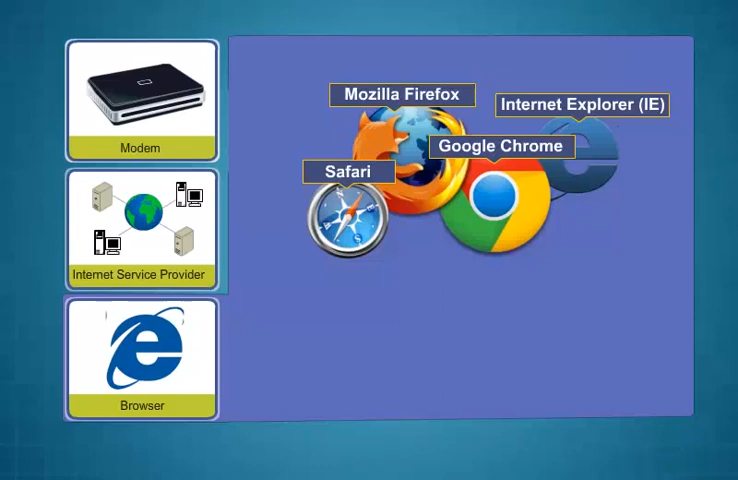 Modem
Internet Service Provider
Browser
Mozilla Firefox
Internet Explorer (IE)
Google Chrome
Safari